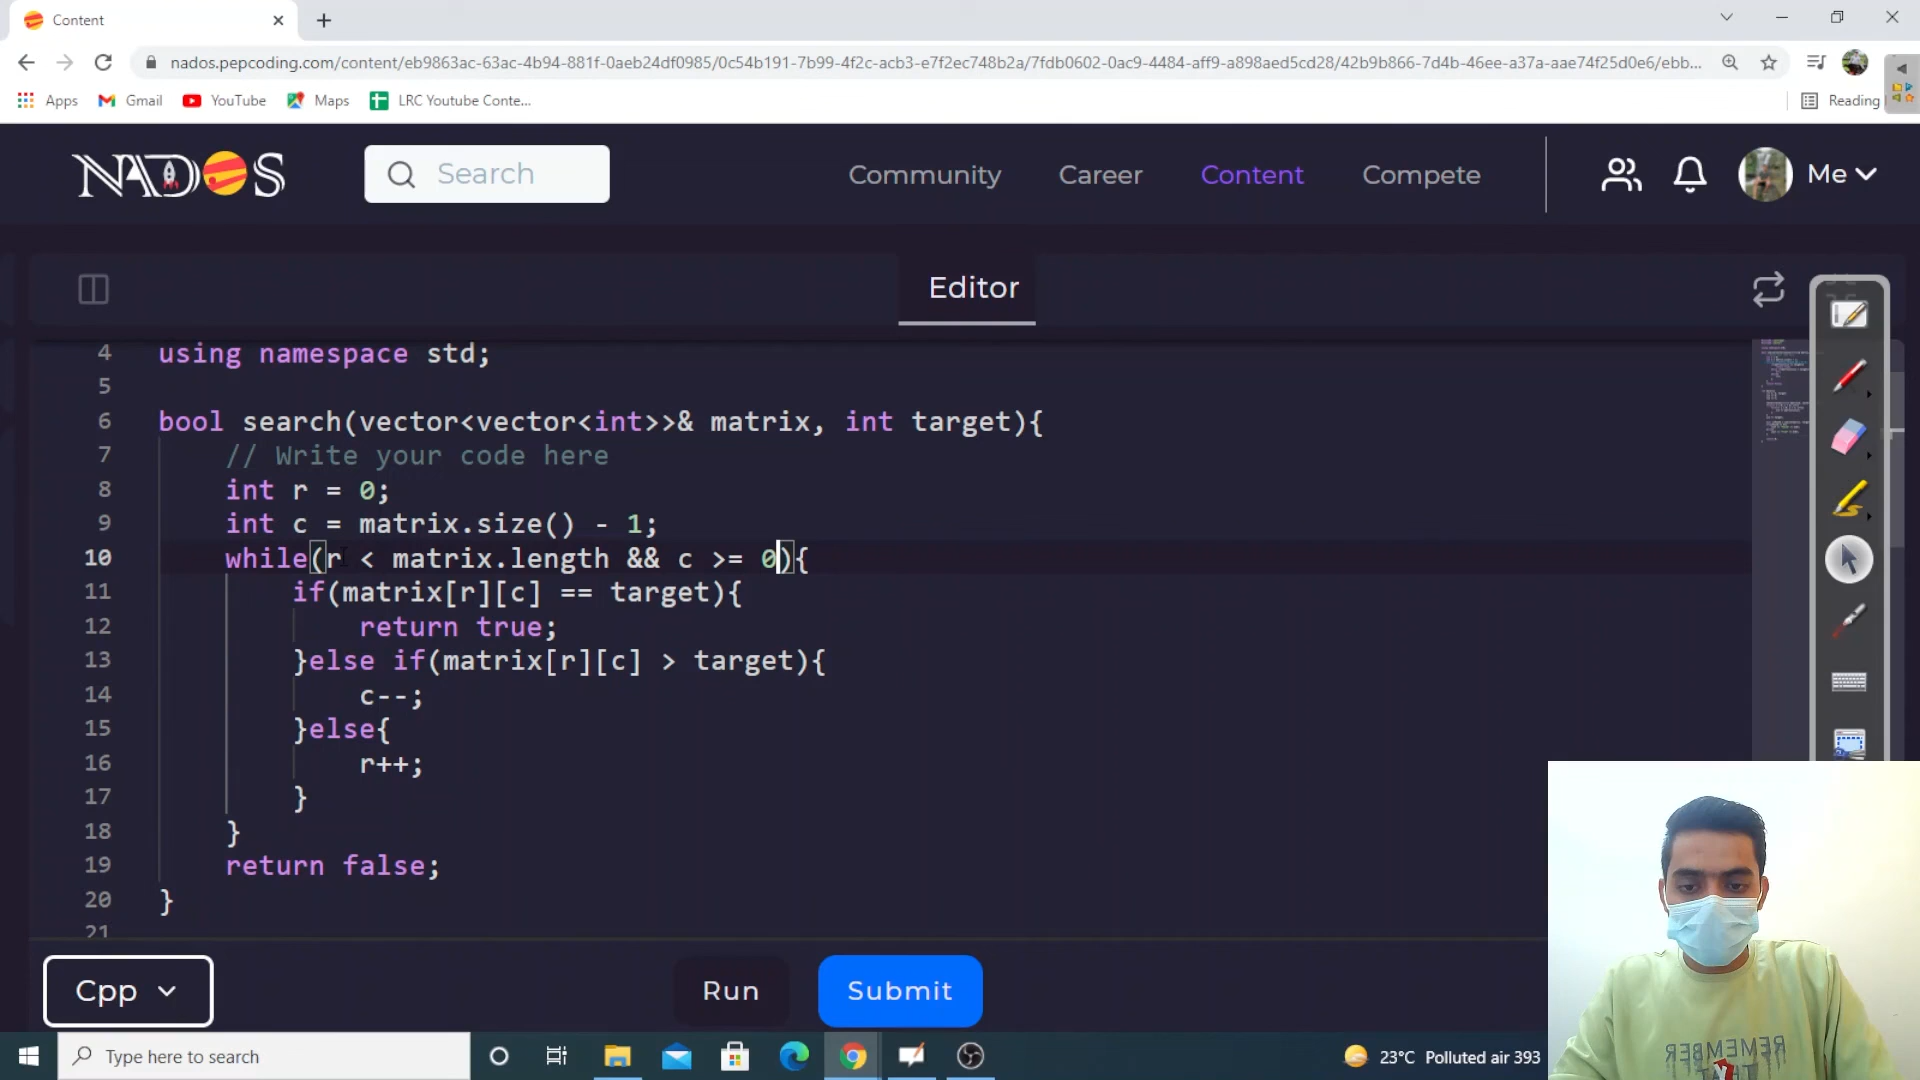 Content
nados.pepcoding.com/content/eb9863ac-63ac-4b94-881f-0aeb24df0985/0c54b191-7b99-4f2c-acb3-e7f2ec748b2a/7fdb0602-0ac9-4484-aff9-a898aed5cd28/42b9b866-7d4b-46ee-a37a-aae74f25d0e6/ebb...
Apps Gmail YouTube Maps LRC Youtube Conte... Reading
NADOS Search Community Career Content Compete Me
Editor
4 using namespace std;
5
6 bool search(vector<vector<int>>& matrix, int target){
7 // Write your code here
8 int r = 0;
9 int c = matrix.size() - 1;
10 while(r < matrix.length && c >= 0){
11 if(matrix[r][c] == target){
12 return true;
13 }else if(matrix[r][c] > target){
14 c--;
15 }else{
16 r++;
17 }
18 }
19 return false;
20 }
21
Cpp Run Submit
REMEMBER
Type here to search 23°C Polluted air 393